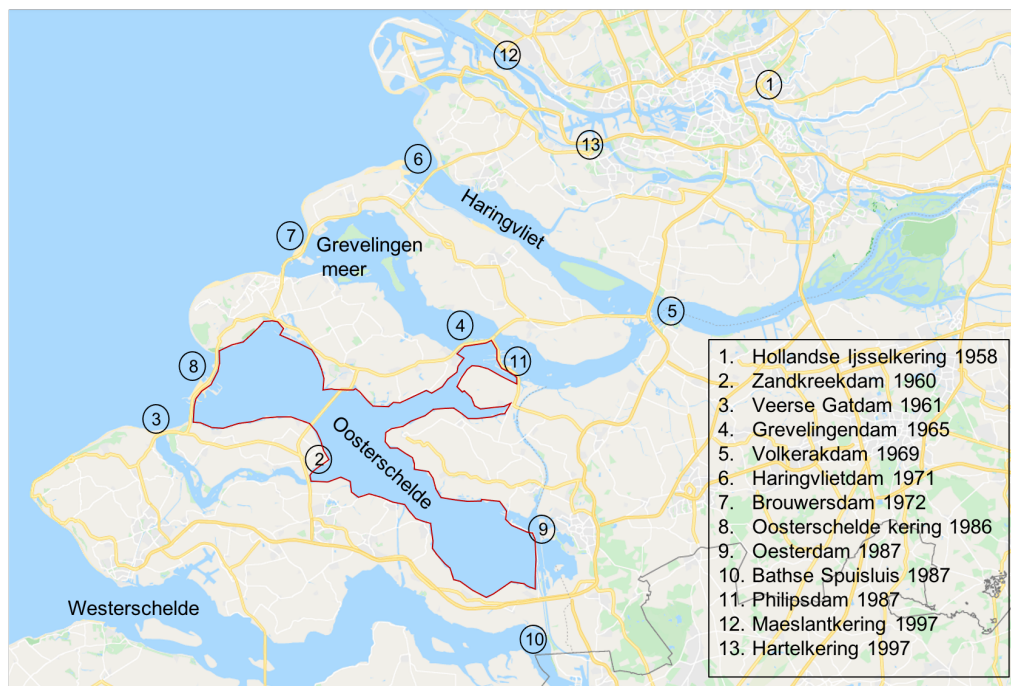 12
1
13
6
Haringvliet
7
Grevelingen
meer
5
4
11
8
3
Oosterschelde
2
9
Westerschelde
10
1. Hollandse Ijsselkering 1958
2. Zandkreekdam 1960
3. Veerse Gatdam 1961
4. Grevelingendam 1965
5. Volkerakdam 1969
6. Haringvlietdam 1971
7. Brouwersdam 1972
8. Oosterschelde kering 1986
9. Oesterdam 1987
10. Bathse Spuisluis 1987
11. Philipsdam 1987
12. Maeslantkering 1997
13. Hartelkering 1997